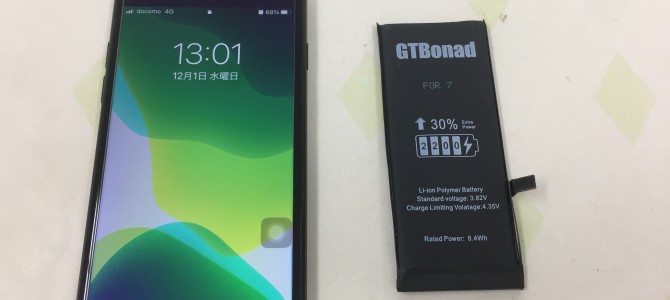 docomo 4G 68%
13:01
12月1日 水曜日
GTBonad
FOR 7
30% Extra Power
2200
Li-ion Polymer Battery
Standard voltage: 3.82V
Charge Limiting Volatage:4.35V
Rated Power: 8.4Wh